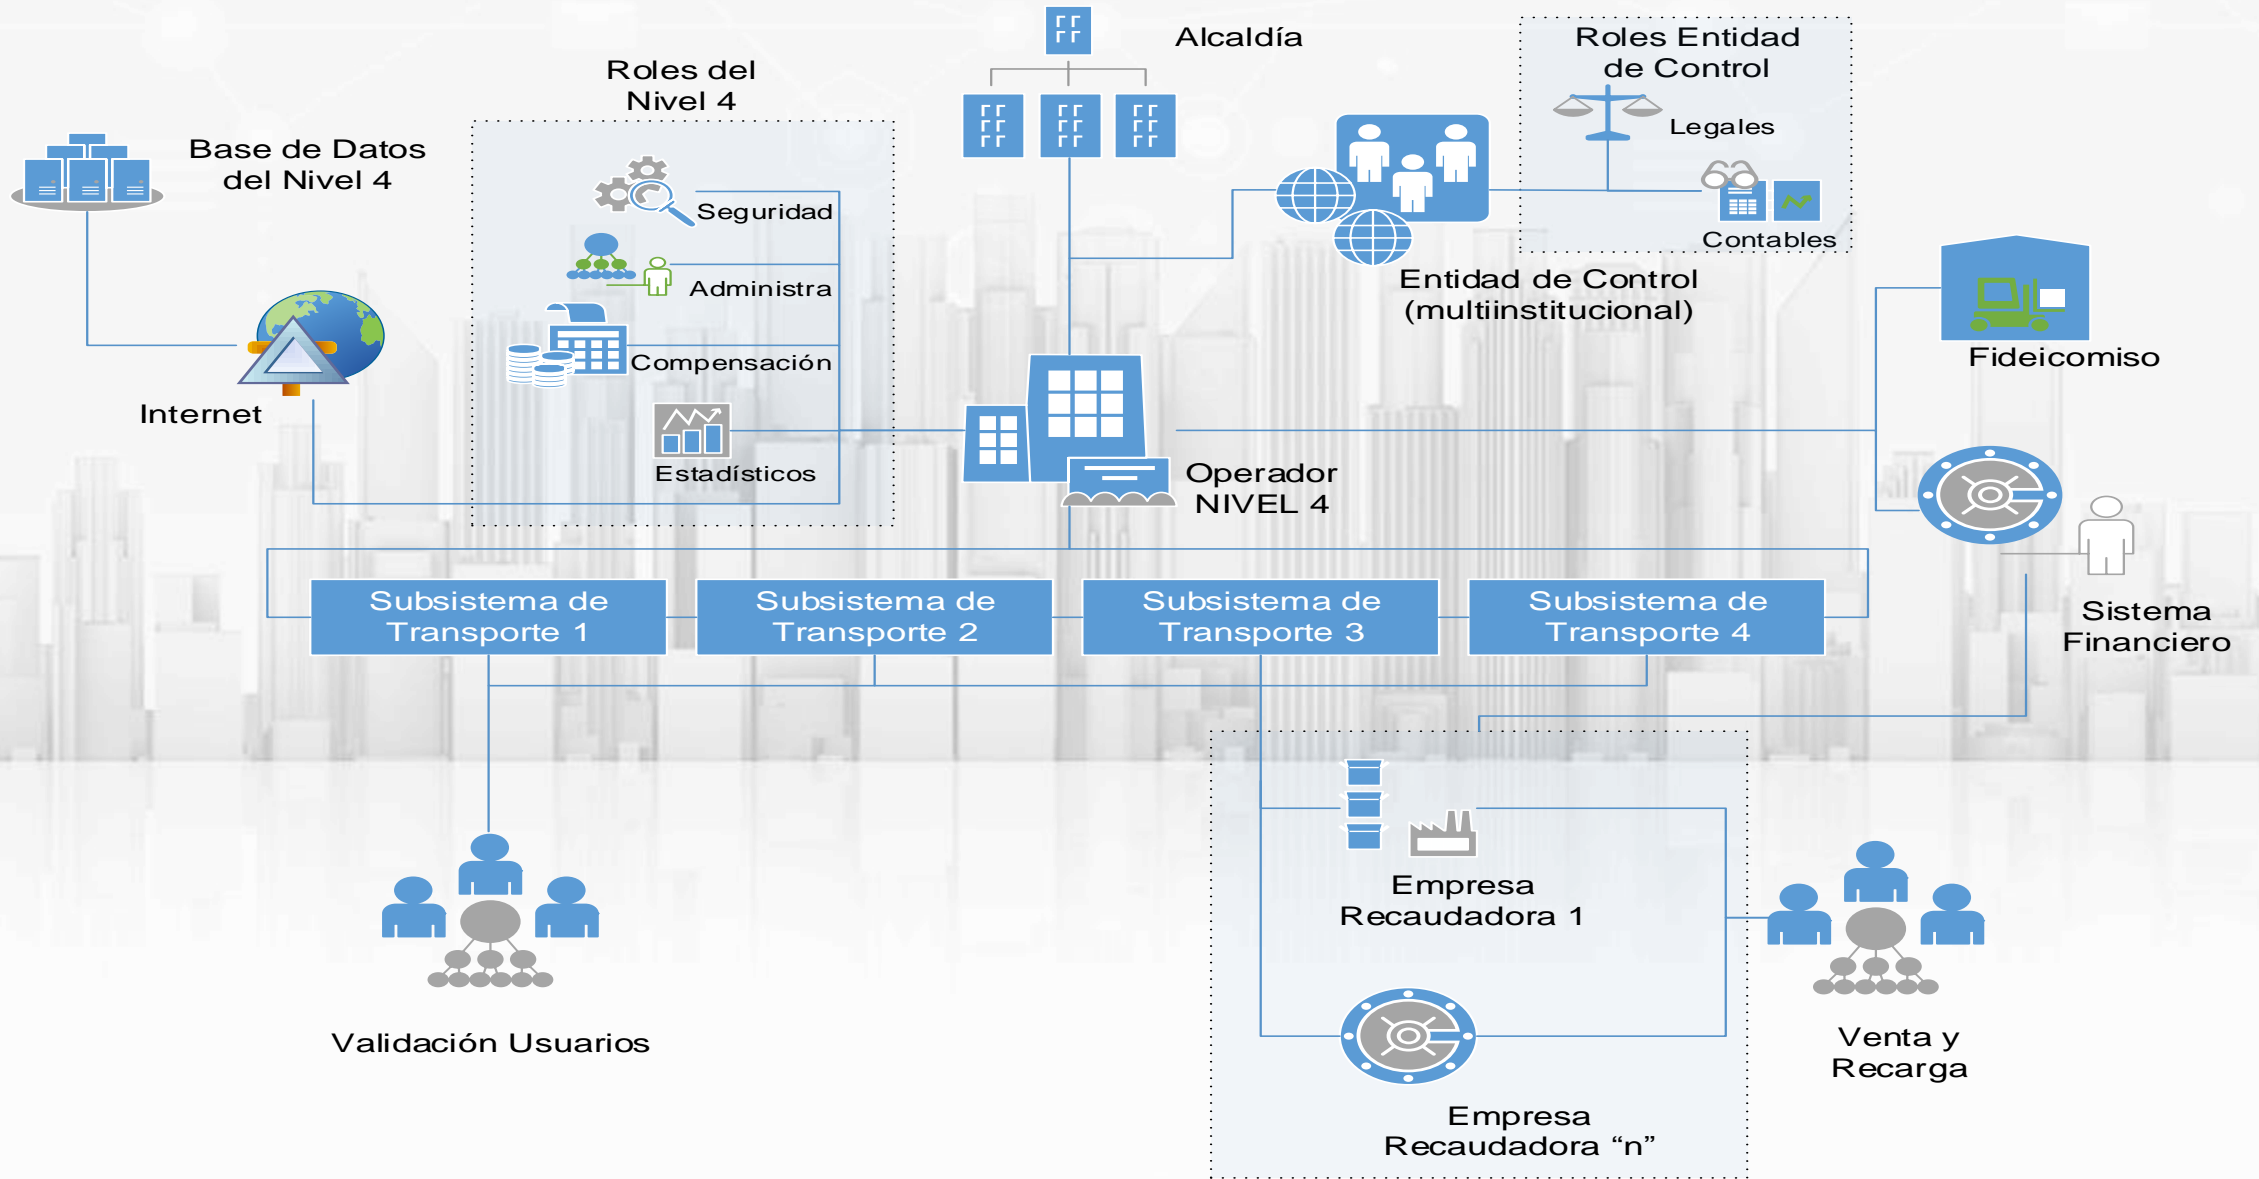 Alcaldía
Roles Entidad
de Control
Legales
Contables
Roles del
Nivel 4
Base de Datos
del Nivel 4
Seguridad
Administra
Compensación
Estadísticos
Entidad de Control
(multiinstitucional)
Fideicomiso
Internet
Operador
NIVEL 4
Subsistema de
Transporte 1
Subsistema de
Transporte 2
Subsistema de
Transporte 3
Subsistema de
Transporte 4
Sistema
Financiero
Empresa
Recaudadora 1
Validación Usuarios
Venta y
Recarga
Empresa
Recaudadora “n”